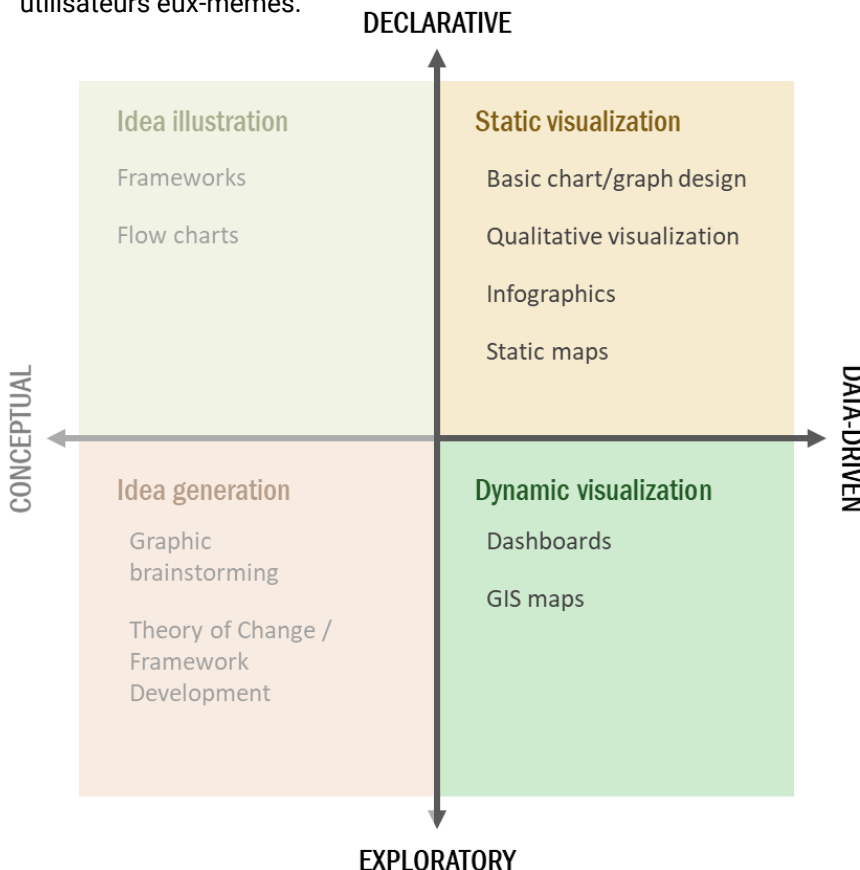 utilisateurs eux-mêmes.
DECLARATIVE
Idea illustration
Frameworks
Flow charts
Static visualization
Basic chart/graph design
Qualitative visualization
Infographics
Static maps
CONCEPTUAL
DATA-DRIVEN
Idea generation
Graphic
brainstorming
Theory of Change /
Framework
Development
Dynamic visualization
Dashboards
GIS maps
EXPLORATORY